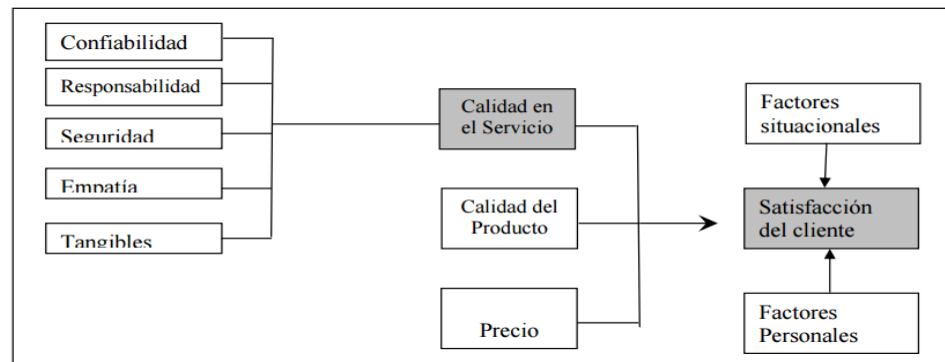 Confiabilidad
Responsabilidad
Seguridad
Empatía
Tangibles
Calidad en
el Servicio
Calidad del
Producto
Precio
Factores
situacionales
Satisfacción
del cliente
Factores
Personales